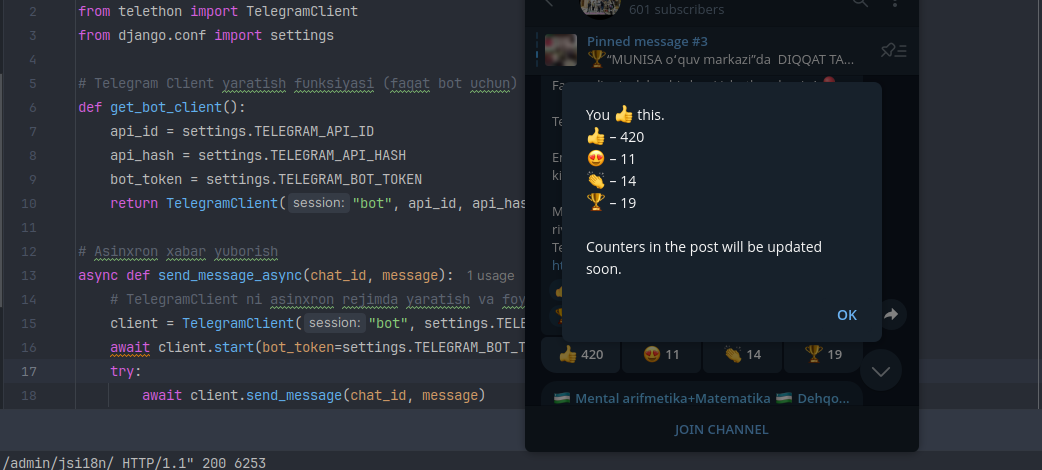 2 from telethon import TelegramClient
3 from django.conf import settings
4
5 # Telegram Client yaratish funksiyasi (faqat bot uchun)
6 def get_bot_client():
7 api_id = settings.TELEGRAM_API_ID
8 api_hash = settings.TELEGRAM_API_HASH
9 bot_token = settings.TELEGRAM_BOT_TOKEN
10 return TelegramClient( session: "bot", api_id, api_has
11
12 # Asinxron xabar yuborish
13 async def send_message_async(chat_id, message): 1 usage
14 # TelegramClient ni asinxron rejimda yaratish va foy
15 client = TelegramClient( session: "bot", settings.TELE
16 await client.start(bot_token=settings.TELEGRAM_BOT_T
17 try:
18 await client.send_message(chat_id, message)
/admin/jsi18n/ HTTP/1.1" 200 6253
601 subscribers
Pinned message #3
🏆“MUNISA o‘quv markazi”da DIQQAT TA...
You 👍 this.
👍 – 420
😍 – 11
👏 – 14
🏆 – 19
Counters in the post will be updated
soon.
OK
👍 420 😍 11 👏 14 🏆 19
🇺🇿 Mental arifmetika+Matematika 🇺🇿 Dehqo...
JOIN CHANNEL